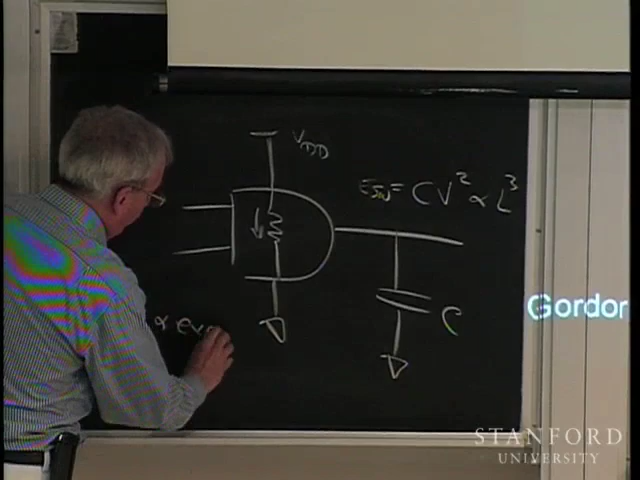 VDD
Esw = CV² ∝ L³
C
∝ eve
Gordon
STANFORD
UNIVERSITY